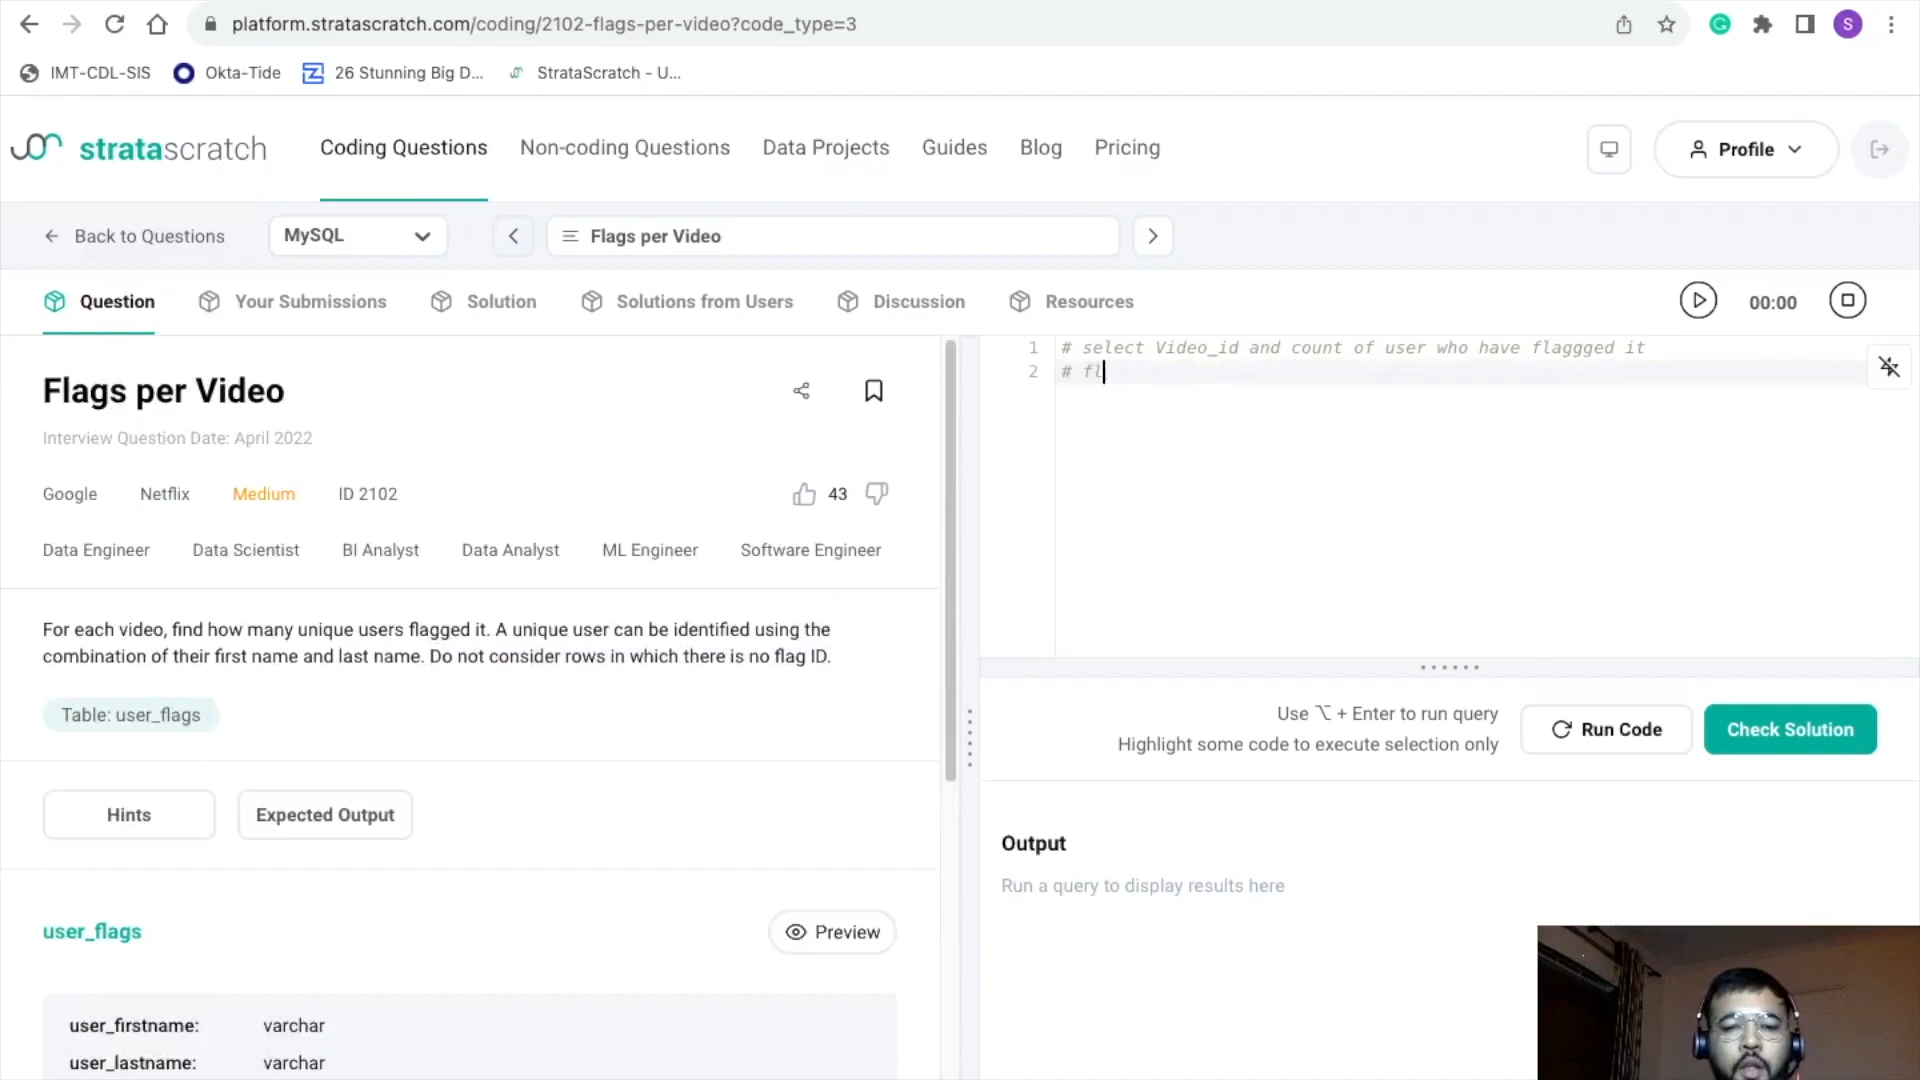 platform.stratascratch.com/coding/2102-flags-per-video?code_type=3
S
IMT-CDL-SIS
Okta-Tide
26 Stunning Big D...
StrataScratch - U...
stratascratch
Coding Questions
Non-coding Questions
Data Projects
Guides
Blog
Pricing
Profile
Back to Questions
MySQL
Flags per Video
Question
Your Submissions
Solution
Solutions from Users
Discussion
Resources
00:00
Flags per Video
Interview Question Date: April 2022
Google
Netflix
Medium
ID 2102
43
Data Engineer
Data Scientist
BI Analyst
Data Analyst
ML Engineer
Software Engineer
For each video, find how many unique users flagged it. A unique user can be identified using the
combination of their first name and last name. Do not consider rows in which there is no flag ID.
Table: user_flags
Hints
Expected Output
user_flags
Preview
user_firstname: varchar
user_lastname: varchar
1 # select Video_id and count of user who have flaggged it
2 # fl
Use ⌥ + Enter to run query
Highlight some code to execute selection only
Run Code
Check Solution
Output
Run a query to display results here